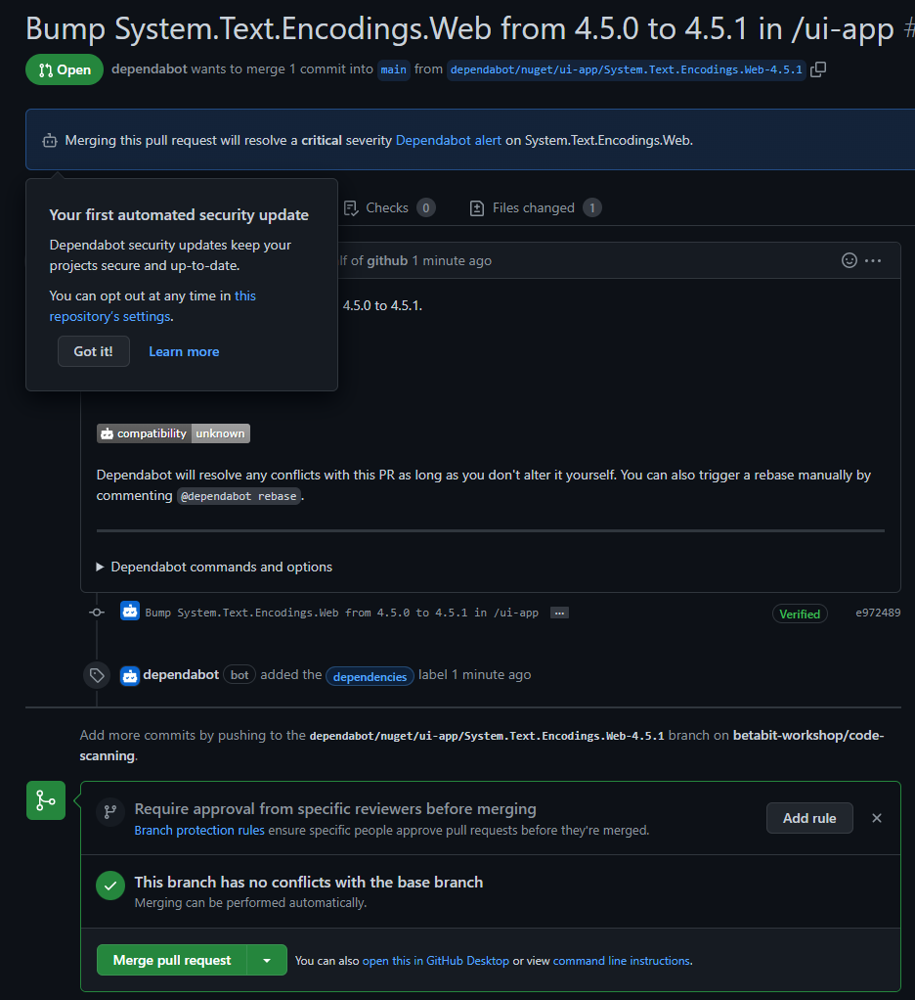 Bump System.Text.Encodings.Web from 4.5.0 to 4.5.1 in /ui-app #
Open dependabot wants to merge 1 commit into main from dependabot/nuget/ui-app/System.Text.Encodings.Web-4.5.1
Merging this pull request will resolve a critical severity Dependabot alert on System.Text.Encodings.Web.
Checks 0 Files changed 1
Your first automated security update
Dependabot security updates keep your
projects secure and up-to-date.
You can opt out at any time in this
repository's settings.
Got it! Learn more
lf of github 1 minute ago
4.5.0 to 4.5.1.
compatibility unknown
Dependabot will resolve any conflicts with this PR as long as you don't alter it yourself. You can also trigger a rebase manually by
commenting @dependabot rebase.
Dependabot commands and options
Bump System.Text.Encodings.Web from 4.5.0 to 4.5.1 in /ui-app ... Verified e972489
dependabot bot added the dependencies label 1 minute ago
Add more commits by pushing to the dependabot/nuget/ui-app/System.Text.Encodings.Web-4.5.1 branch on betabit-workshop/code-
scanning.
Require approval from specific reviewers before merging
Branch protection rules ensure specific people approve pull requests before they're merged.
Add rule
This branch has no conflicts with the base branch
Merging can be performed automatically.
Merge pull request You can also open this in GitHub Desktop or view command line instructions.